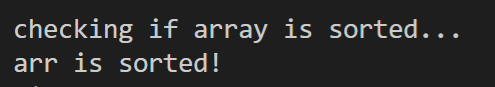 checking if array is sorted...
arr is sorted!